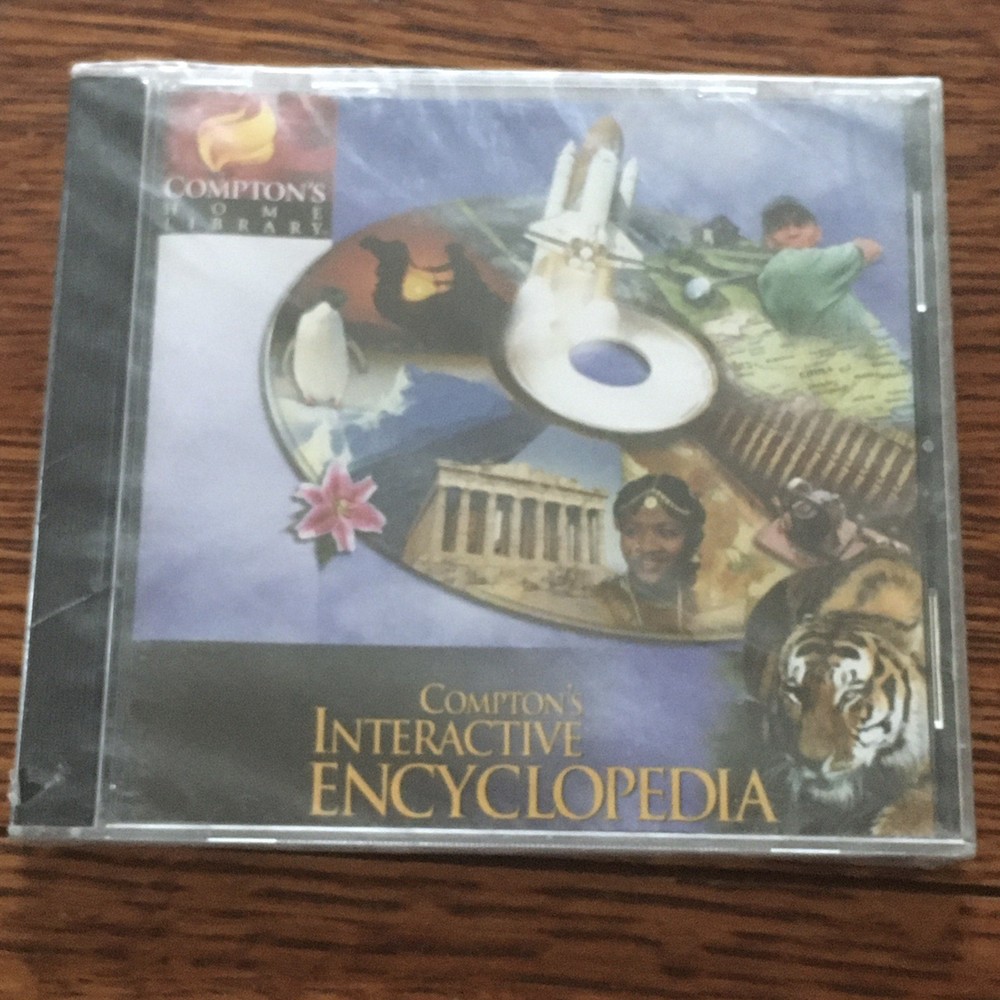 COMPTON'S
HOME
LIBRARY
COMPTON'S
INTERACTIVE
ENCYCLOPEDIA